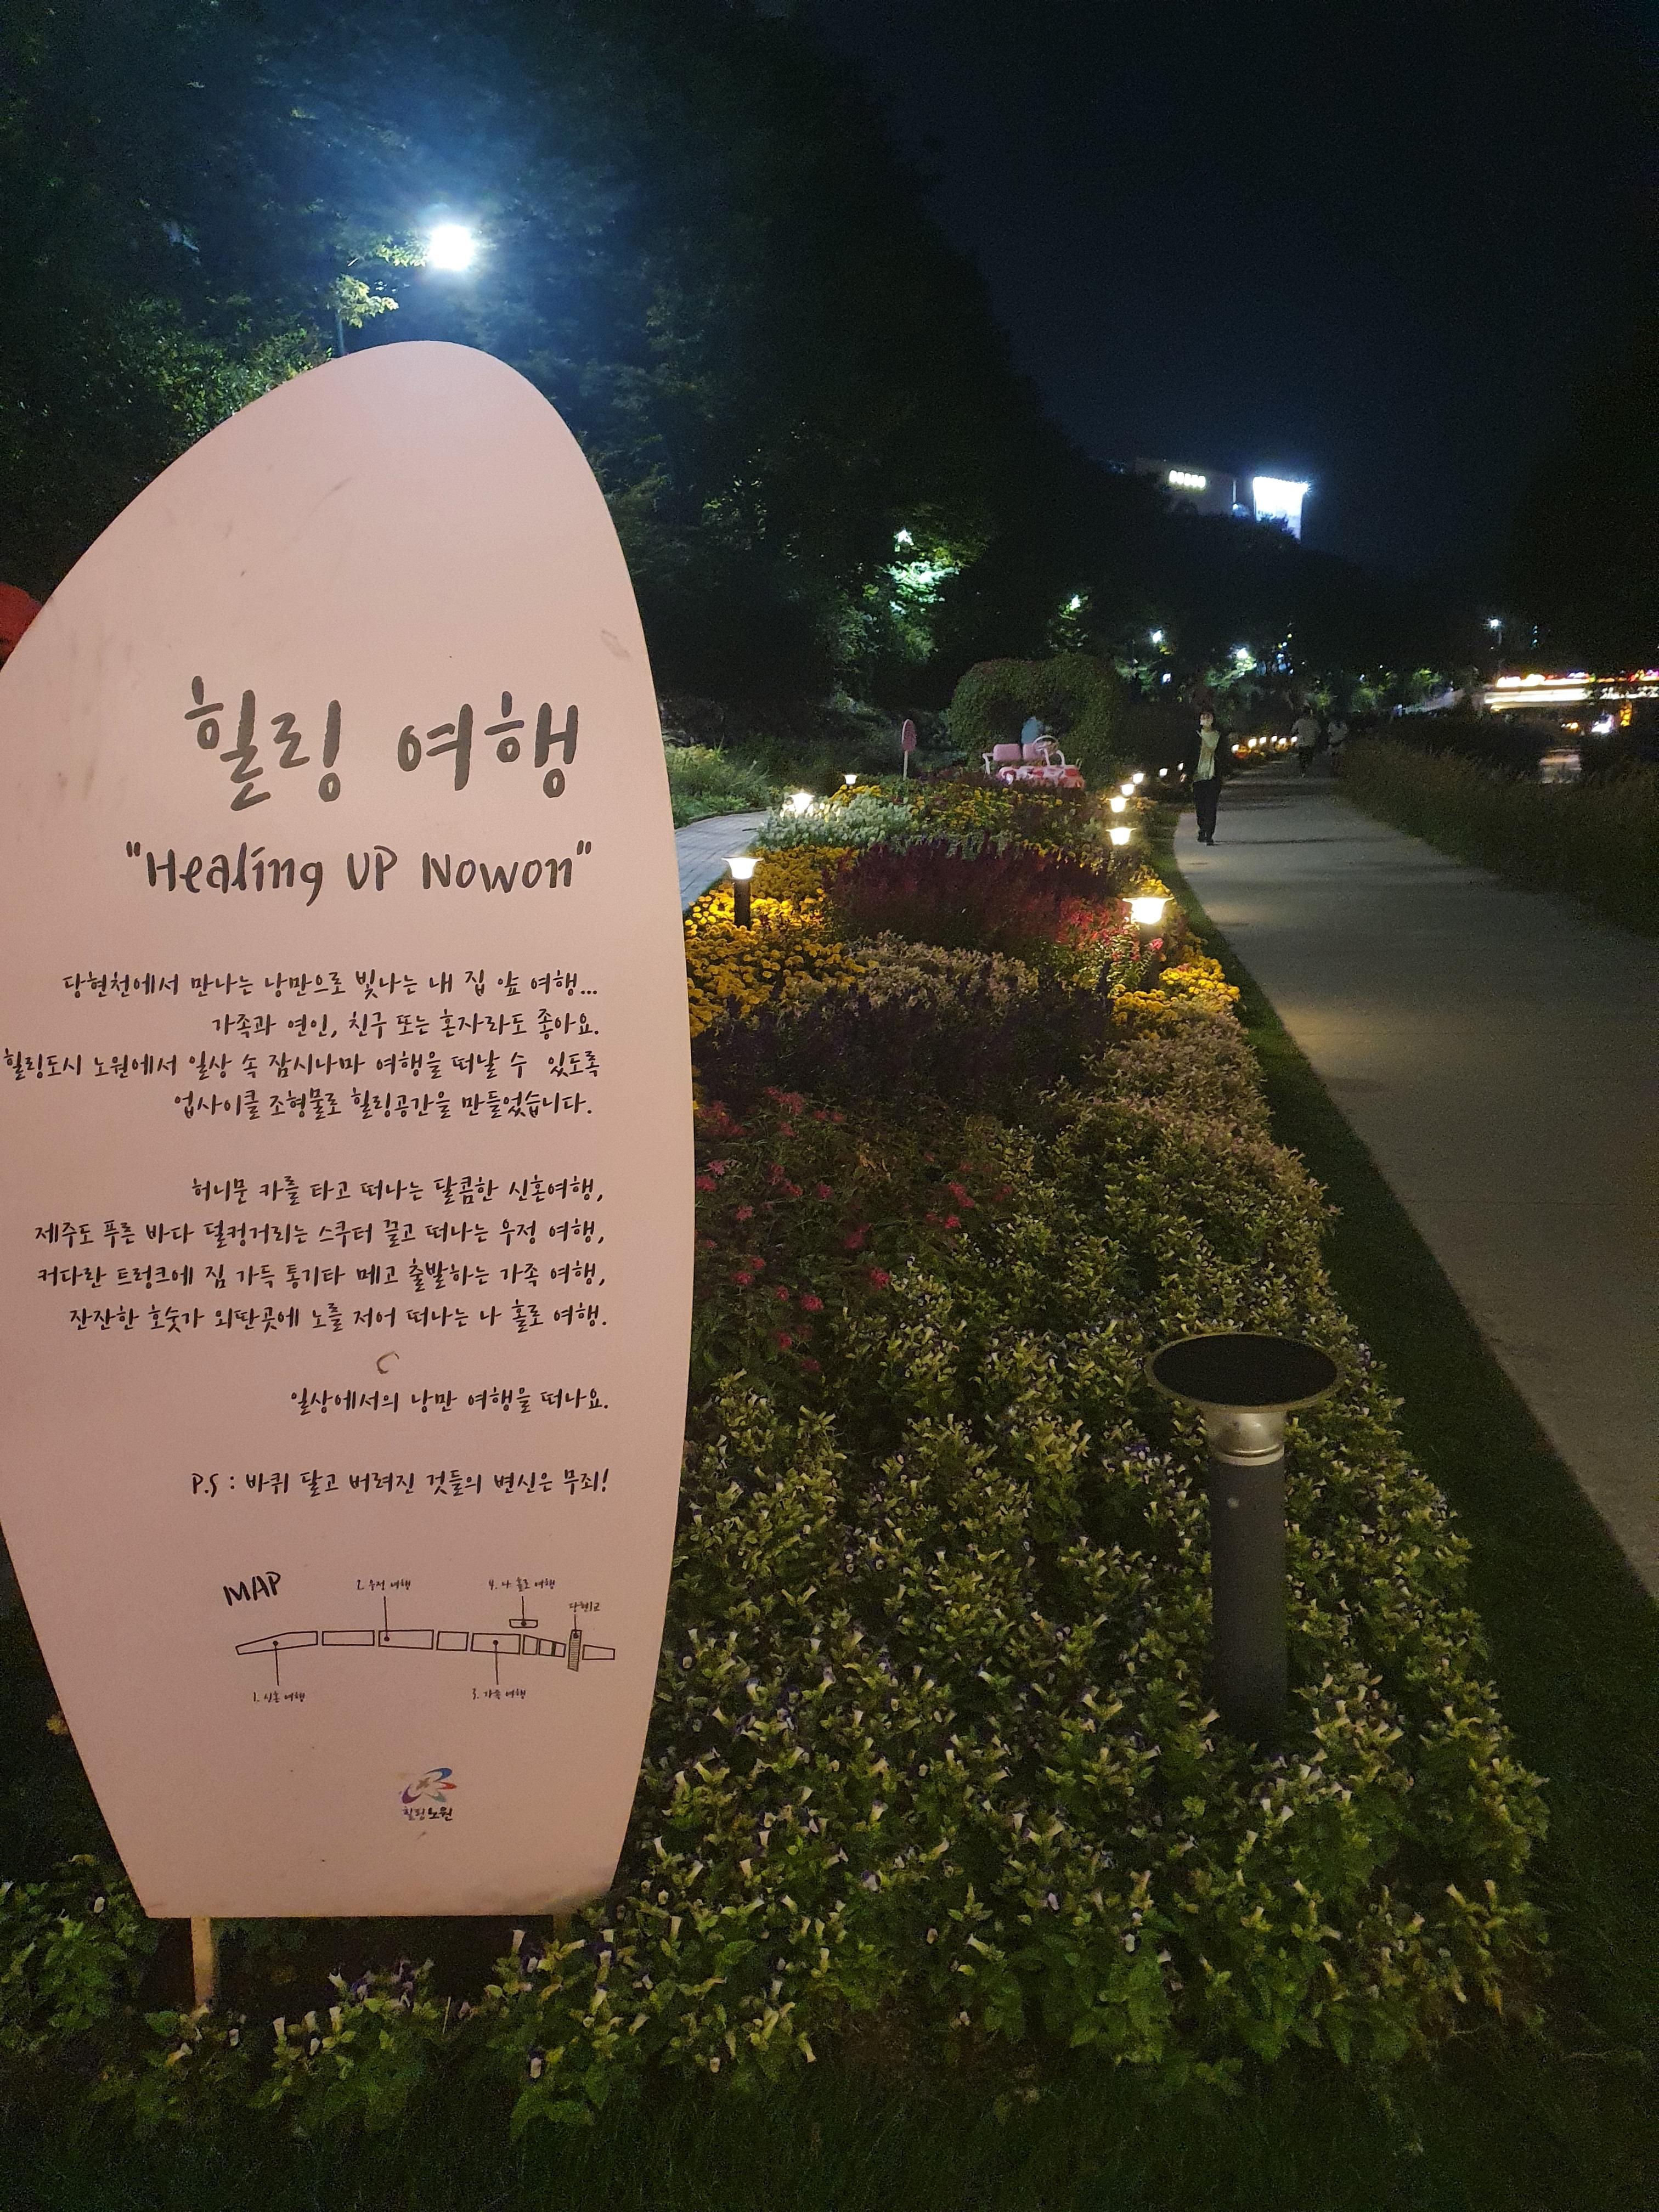 힐링 여행
"Healing UP Nowon"
당현천에서 만나는 낭만으로 빛나는 내 집 앞 여행...
가족과 연인, 친구 또는 혼자라도 좋아요.
힐링도시 노원에서 일상 속 잠시나마 여행을 떠날 수 있도록
업사이클 조형물로 힐링공간을 만들었습니다.
허니문 카를 타고 떠나는 달콤한 신혼여행,
제주도 푸른 바다 덜컹거리는 스쿠터 끌고 떠나는 우정 여행,
커다란 트렁크에 짐 가득 통기타 메고 출발하는 가족 여행,
잔잔한 호숫가 외딴곳에 노를 저어 떠나는 나 홀로 여행.
일상에서의 낭만 여행을 떠나요.
P.S : 바퀴 달고 버려진 것들의 변신은 무죄!
MAP
2. 우정 여행
4. 나 홀로 여행
당현1교
1. 신혼 여행
3. 가족 여행
힐링노원